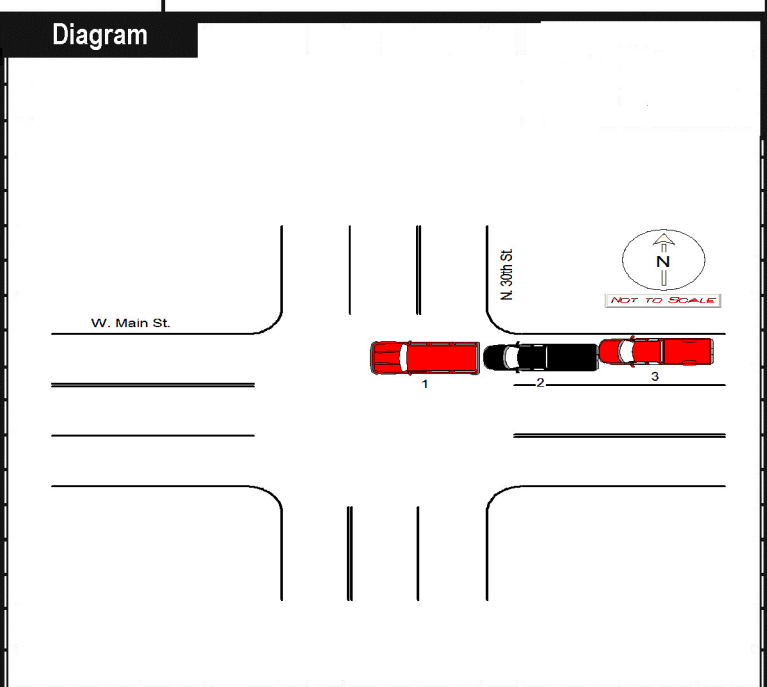 Diagram
N. 30th St.
N
NOT TO SCALE
W. Main St.
1
2
3